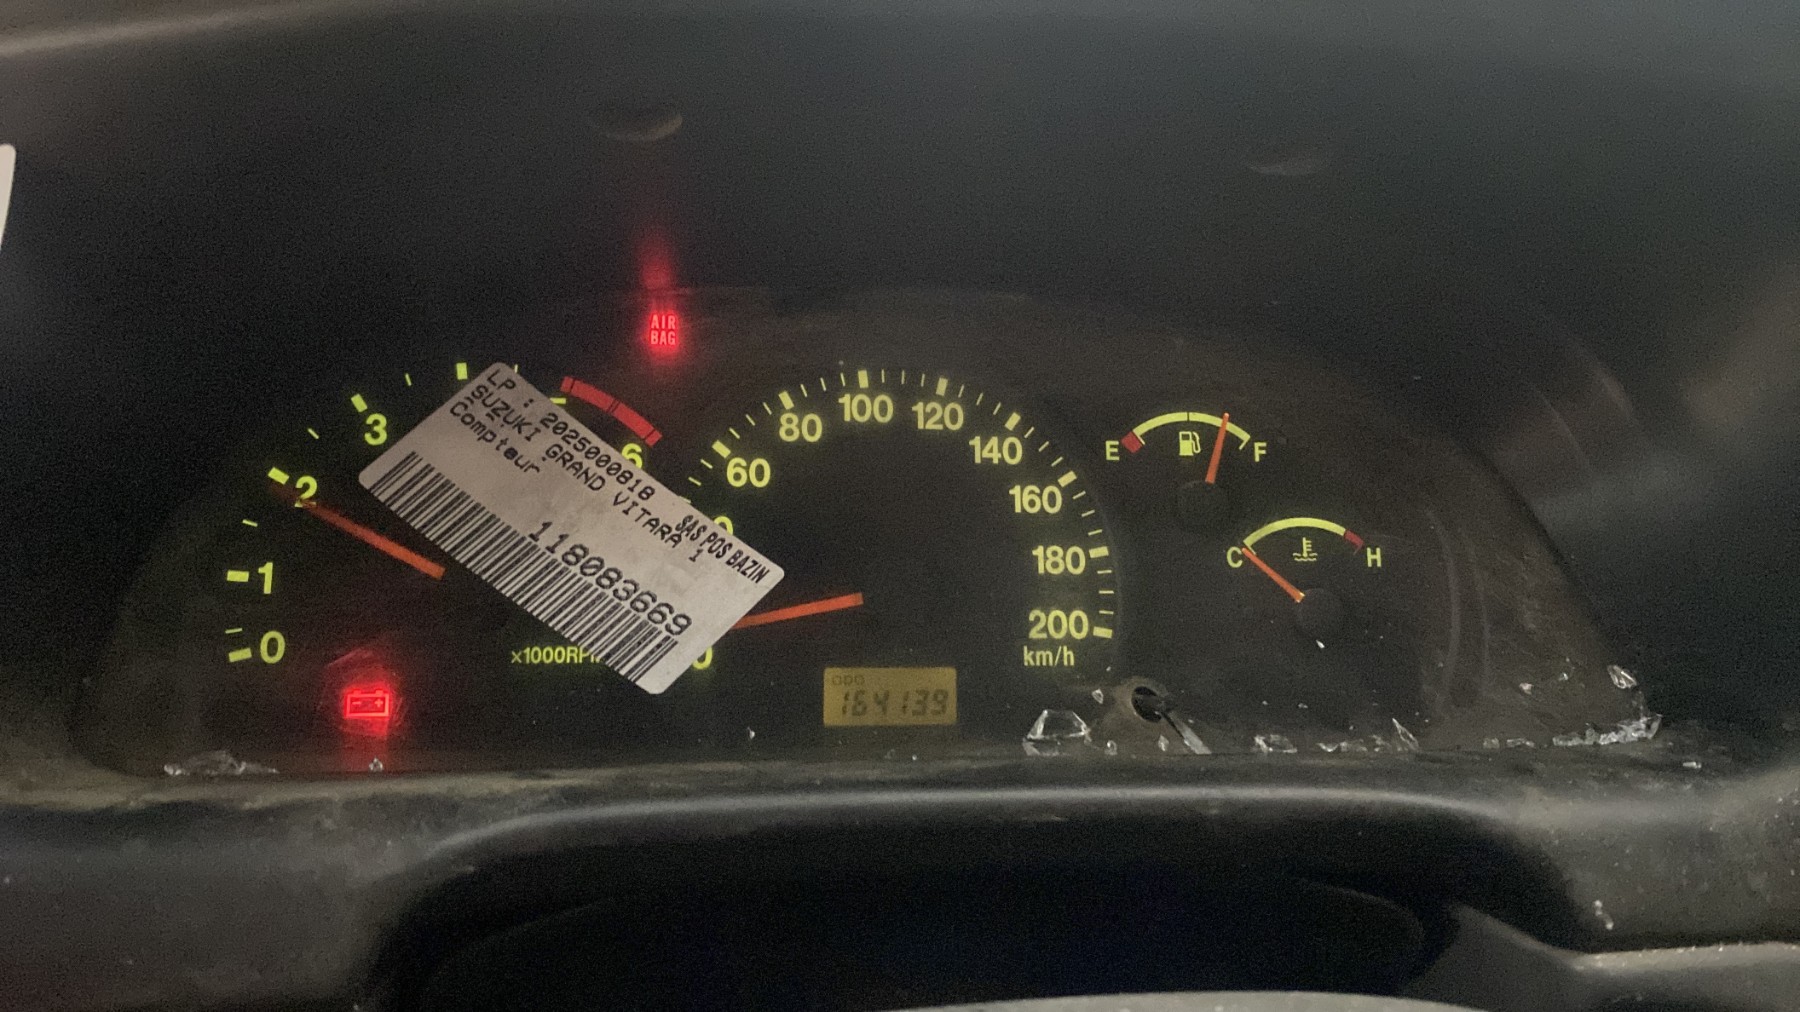 AIR
BAG
LP : 2025000818
SUZUKI GRAND VITARA 1
Compteur
SAS POS BAZIN
118083669
0
1
2
3
6
x1000RP
60
80
100
120
140
160
180
200
km/h
ODO
164139
E
F
C
H